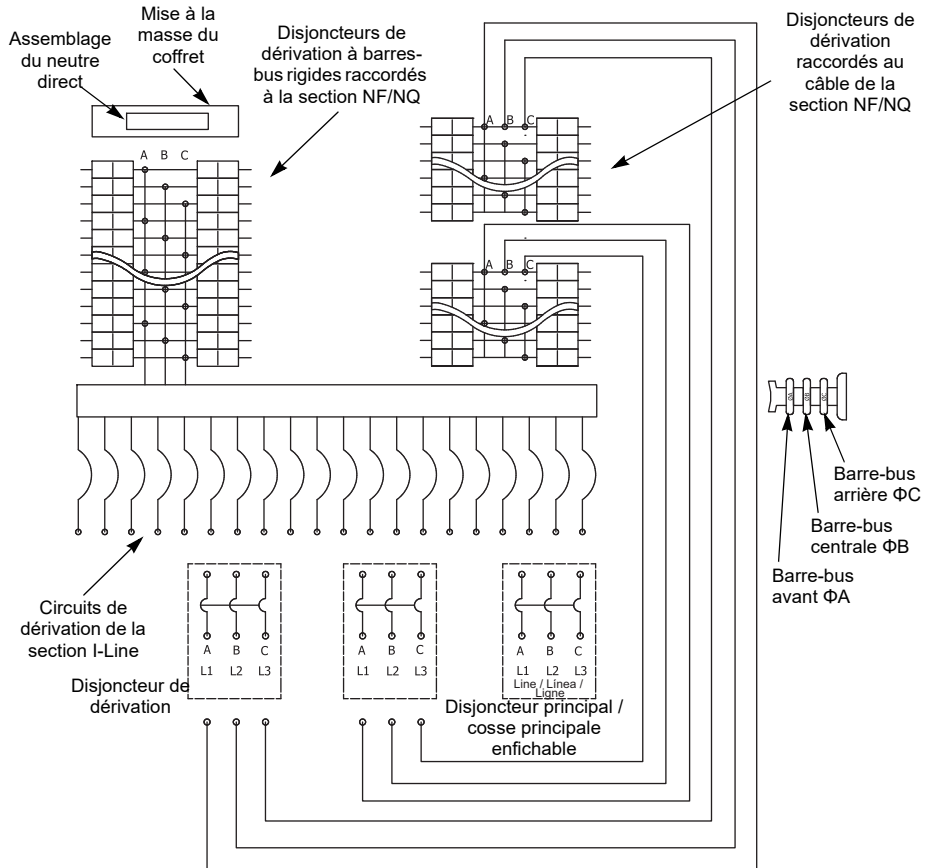 Assemblage
du neutre
direct
Mise à la
masse du
coffret
Disjoncteurs de
dérivation à barres-
bus rigides raccordés
à la section NF/NQ
Disjoncteurs de
dérivation
raccordés au
câble de la
section NF/NQ
A B C
A B C
A B C
ΦA ΦB ΦC
Barre-bus
arrière ΦC
Barre-bus
centrale ΦB
Barre-bus
avant ΦA
Circuits de
dérivation de la
section I-Line
Disjoncteur de
dérivation
A B C
L1 L2 L3
A B C
L1 L2 L3
A B C
L1 L2 L3
Line / Línea /
Ligne
Disjoncteur principal /
cosse principale
enfichable